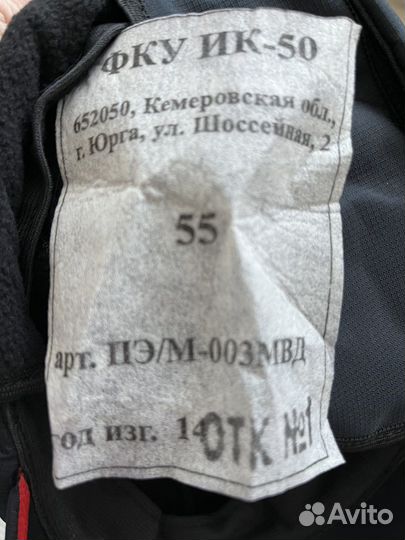 ФКУ ИК-50
652050, Кемеровская обл.,
г. Юрга, ул. Шоссейная, 2
55
арт. ПЭ/М-003МВД
год изг. 14
ОТК №1
Avito